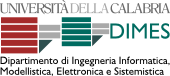 UNIVERSITÀ DELLA CALABRIA
DIMES
Dipartimento di Ingegneria Informatica,
Modellistica, Elettronica e Sistemistica